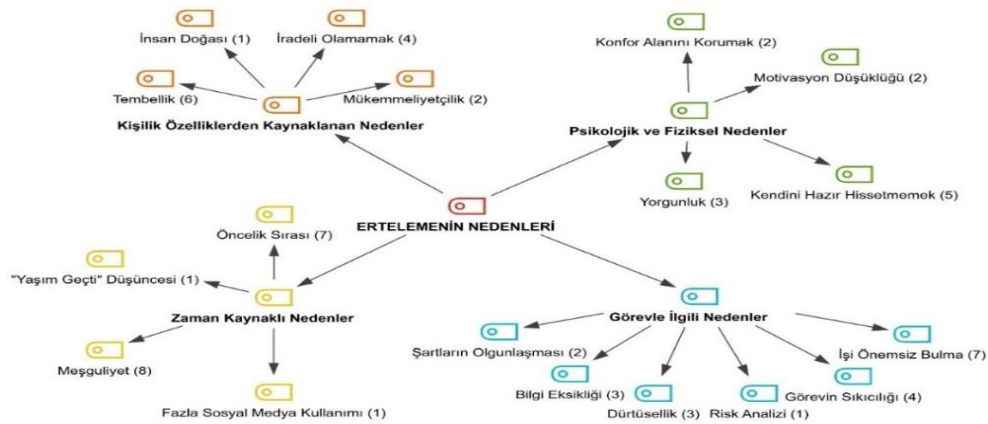 İnsan Doğası (1)
İradeli Olamamak (4)
Tembellik (6)
Mükemmeliyetçilik (2)
Kişilik Özelliklerden Kaynaklanan Nedenler
Konfor Alanını Korumak (2)
Motivasyon Düşüklüğü (2)
Psikolojik ve Fiziksel Nedenler
Yorgunluk (3)
Kendini Hazır Hissetmemek (5)
ERTELEMENİN NEDENLERİ
Öncelik Sırası (7)
"Yaşım Geçti" Düşüncesi (1)
Zaman Kaynaklı Nedenler
Meşguliyet (8)
Fazla Sosyal Medya Kullanımı (1)
Görevle İlgili Nedenler
Şartların Olgunlaşması (2)
Bilgi Eksikliği (3)
Dürtüsellik (3)
Risk Analizi (1)
Görevin Sıkıcılığı (4)
İşi Önemsiz Bulma (7)